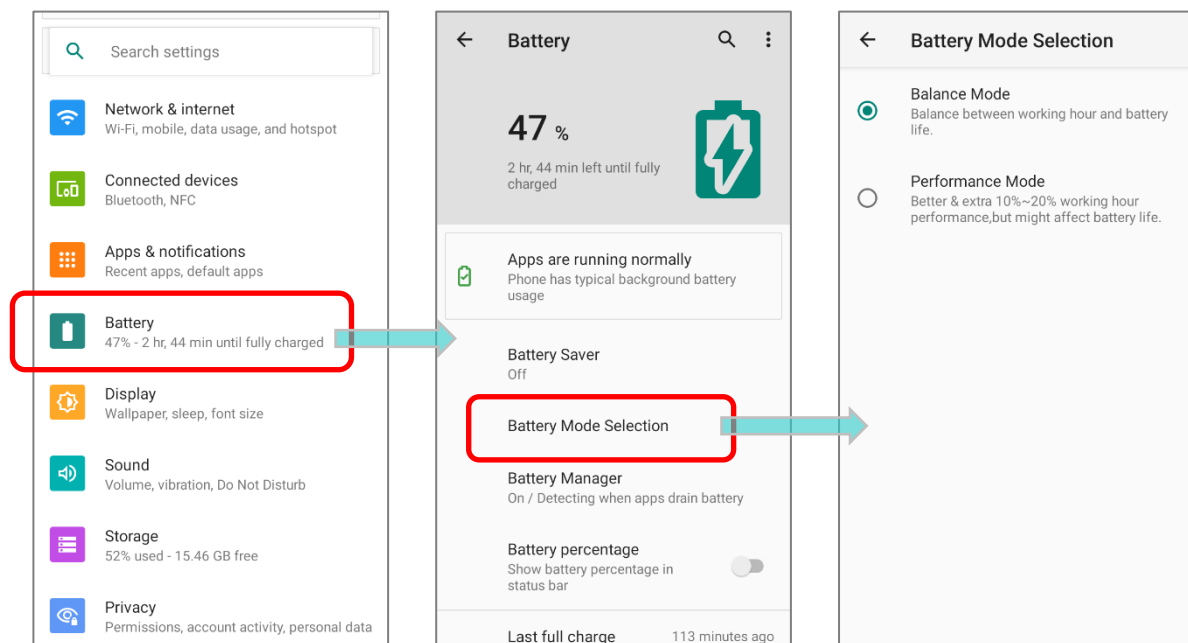 Search settings
Network & internet
Wi-Fi, mobile, data usage, and hotspot
Connected devices
Bluetooth, NFC
Apps & notifications
Recent apps, default apps
Battery
47% - 2 hr, 44 min until fully charged
Display
Wallpaper, sleep, font size
Sound
Volume, vibration, Do Not Disturb
Storage
52% used - 15.46 GB free
Privacy
Permissions, account activity, personal data
Battery
47 %
2 hr, 44 min left until fully
charged
Apps are running normally
Phone has typical background battery
usage
Battery Saver
Off
Battery Mode Selection
Battery Manager
On / Detecting when apps drain battery
Battery percentage
Show battery percentage in
status bar
Last full charge 113 minutes ago
Battery Mode Selection
Balance Mode
Balance between working hour and battery
life.
Performance Mode
Better & extra 10%~20% working hour
performance,but might affect battery life.